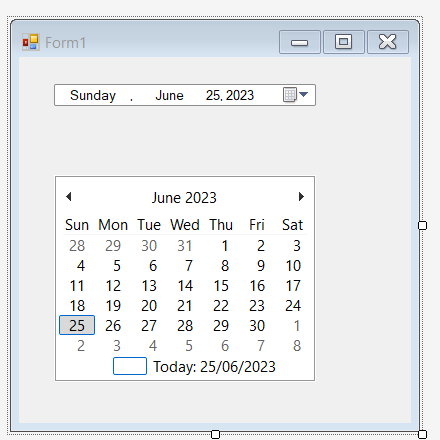 Form1
Sunday , June 25, 2023
June 2023
Sun Mon Tue Wed Thu Fri Sat
28 29 30 31 1 2 3
4 5 6 7 8 9 10
11 12 13 14 15 16 17
18 19 20 21 22 23 24
25 26 27 28 29 30 1
2 3 4 5 6 7 8
Today: 25/06/2023